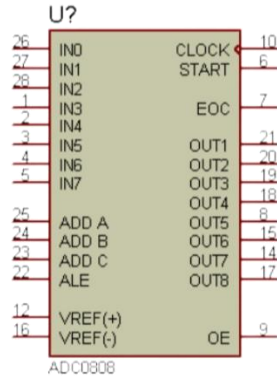 U?
26 IN0 CLOCK 10
27 IN1 START 6
28 IN2
1 IN3 EOC 7
2 IN4
3 IN5 OUT1 21
4 IN6 OUT2 20
5 IN7 OUT3 19
OUT4 18
25 ADD A OUT5 8
24 ADD B OUT6 15
23 ADD C OUT7 14
22 ALE OUT8 17
12 VREF(+)
16 VREF(-) OE 9
ADC0808